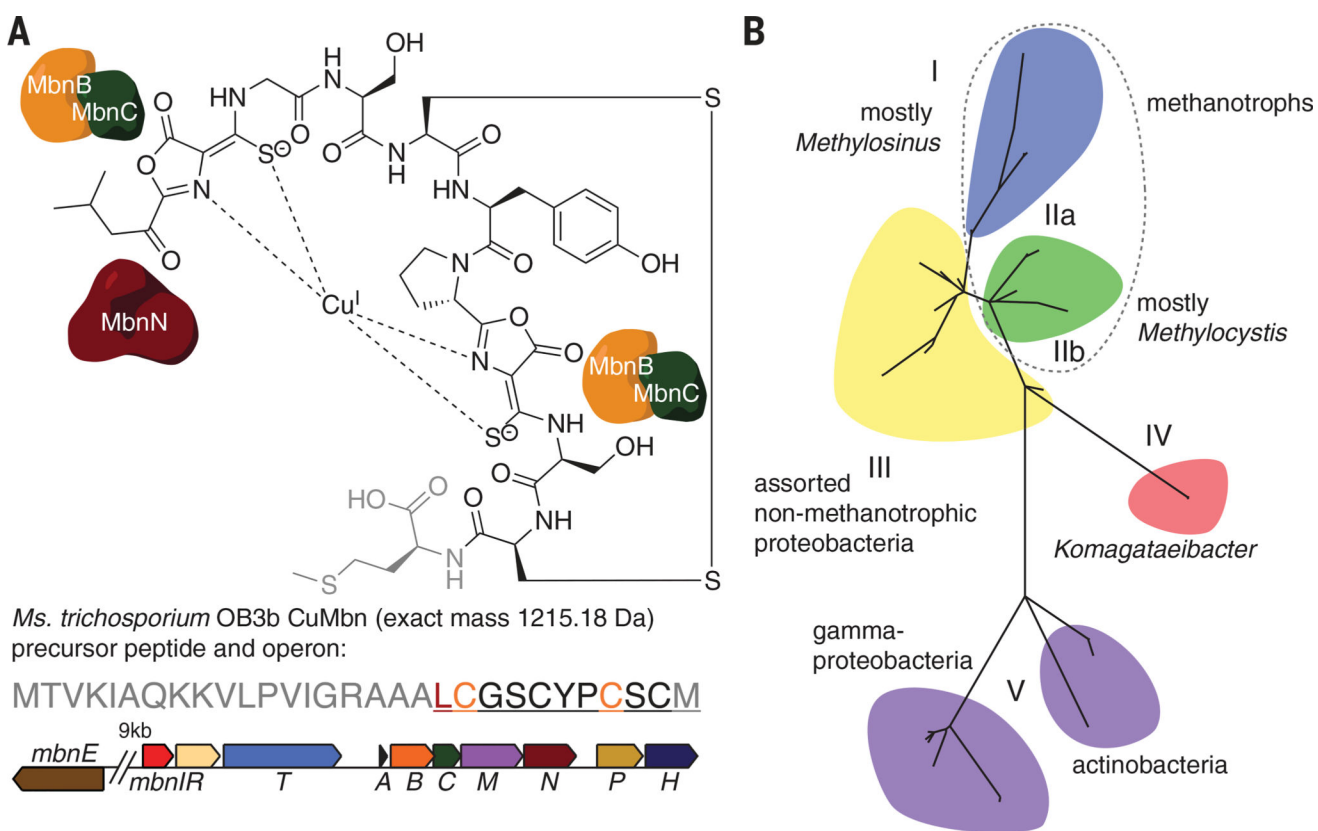 A
MbnB
MbnC
OH
H
N
HN
O
O
O
O
S⊖
N
O
O
N
H
O
S
HN
O
OH
N
MbnN
Cuᴵ
O
O
N
MbnB
MbnC
S⊖
NH
OH
O
HO
O
O
NH
N
H
S
S
Ms. trichosporium OB3b CuMbn (exact mass 1215.18 Da)
precursor peptide and operon:
MTVKIAQKKVLPVIGRAAALCGSCYPCSCM
9kb
mbnE
mbnIR
T
A
B
C
M
N
P
H
B
I
mostly
Methylosinus
methanotrophs
IIa
mostly
Methylocystis
IIb
III
assorted
non-methanotrophic
proteobacteria
IV
Komagataeibacter
gamma-
proteobacteria
V
actinobacteria